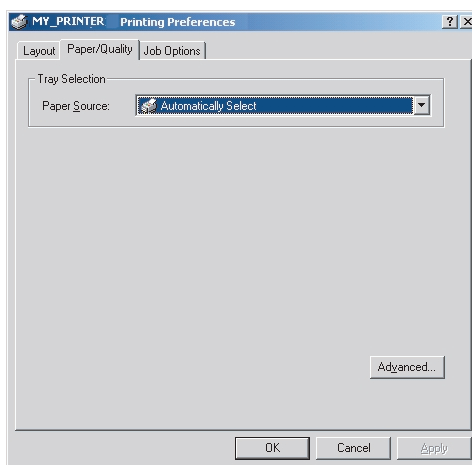 MY_PRINTER Printing Preferences
Layout Paper/Quality Job Options
Tray Selection
Paper Source: Automatically Select
Advanced...
OK Cancel Apply